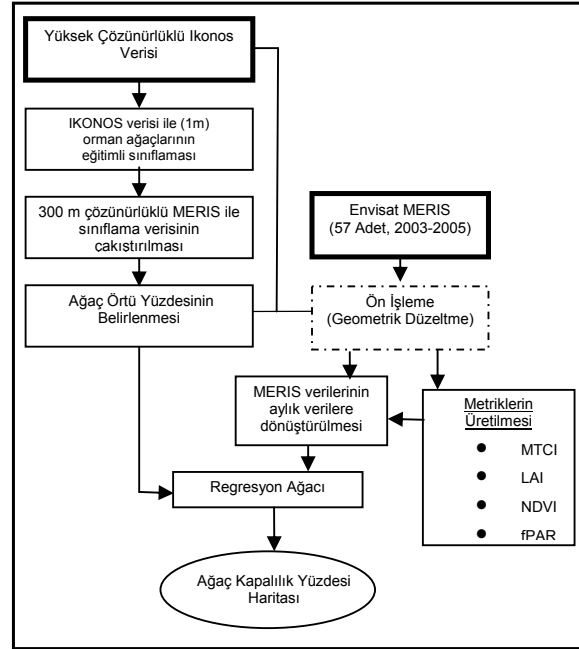 Yüksek Çözünürlüklü Ikonos
Verisi
IKONOS verisi ile (1m)
orman ağaçlarının
eğitimli sınıflaması
300 m çözünürlüklü MERIS ile
sınıflama verisinin
çakıştırılması
Ağaç Örtü Yüzdesinin
Belirlenmesi
Envisat MERIS
(57 Adet, 2003-2005)
Ön İşleme
(Geometrik Düzeltme)
MERIS verilerinin
aylık verilere
dönüştürülmesi
Metriklerin
Üretilmesi
● MTCI
● LAI
● NDVI
● fPAR
Regresyon Ağacı
Ağaç Kapalılık Yüzdesi
Haritası